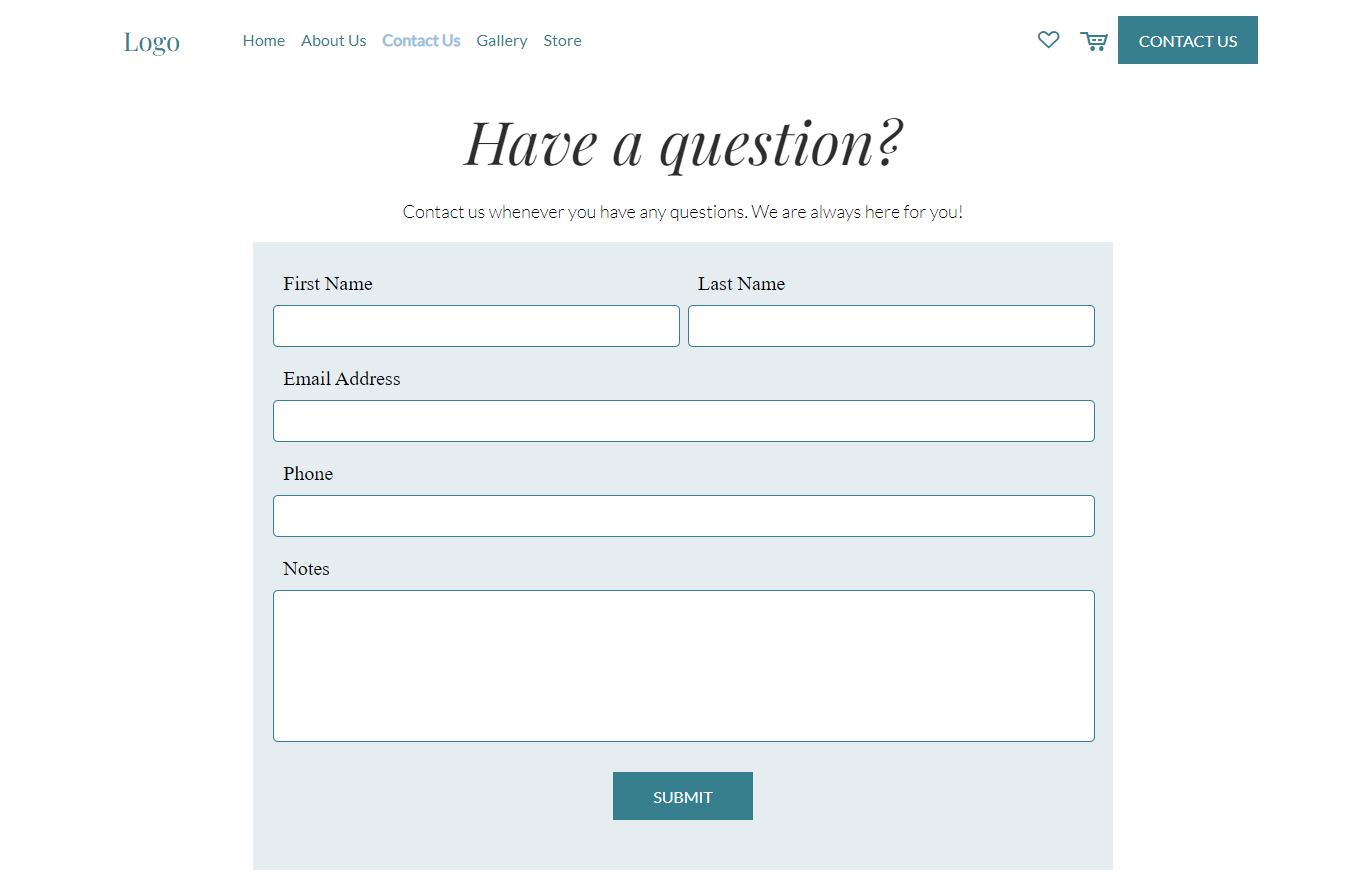 Logo Home About Us Contact Us Gallery Store CONTACT US
Have a question?
Contact us whenever you have any questions. We are always here for you!
First Name Last Name
Email Address
Phone
Notes
SUBMIT